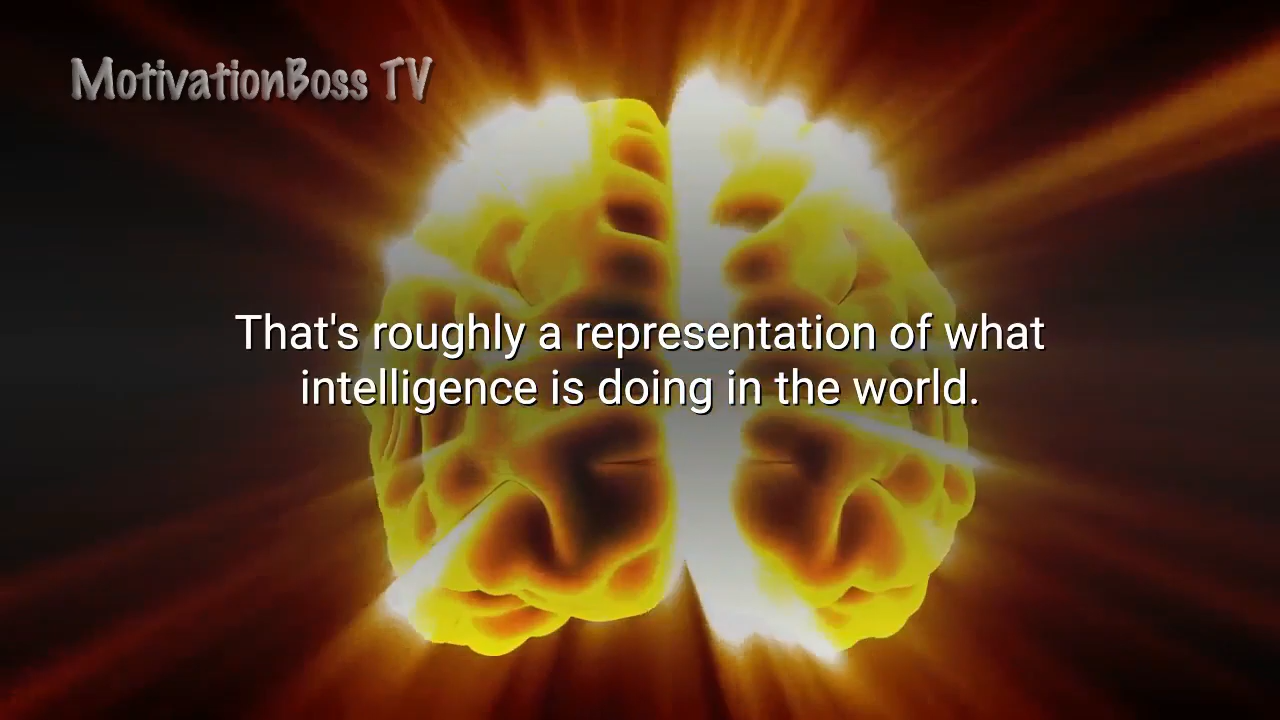 MotivationBoss TV
That's roughly a representation of what
intelligence is doing in the world.